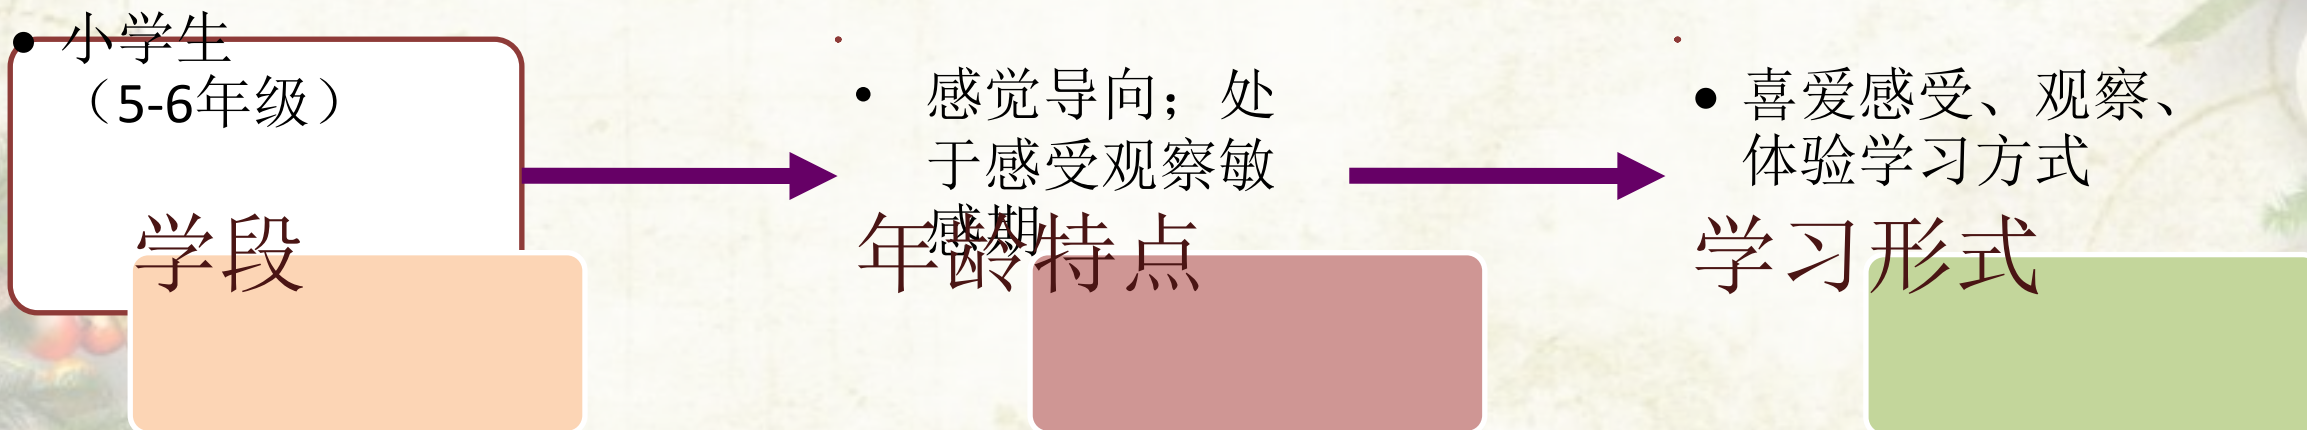 小学生
（5-6年级）
学段
感觉导向；处
于感受观察敏
感期
年龄特点
喜爱感受、观察、
体验学习方式
学习形式